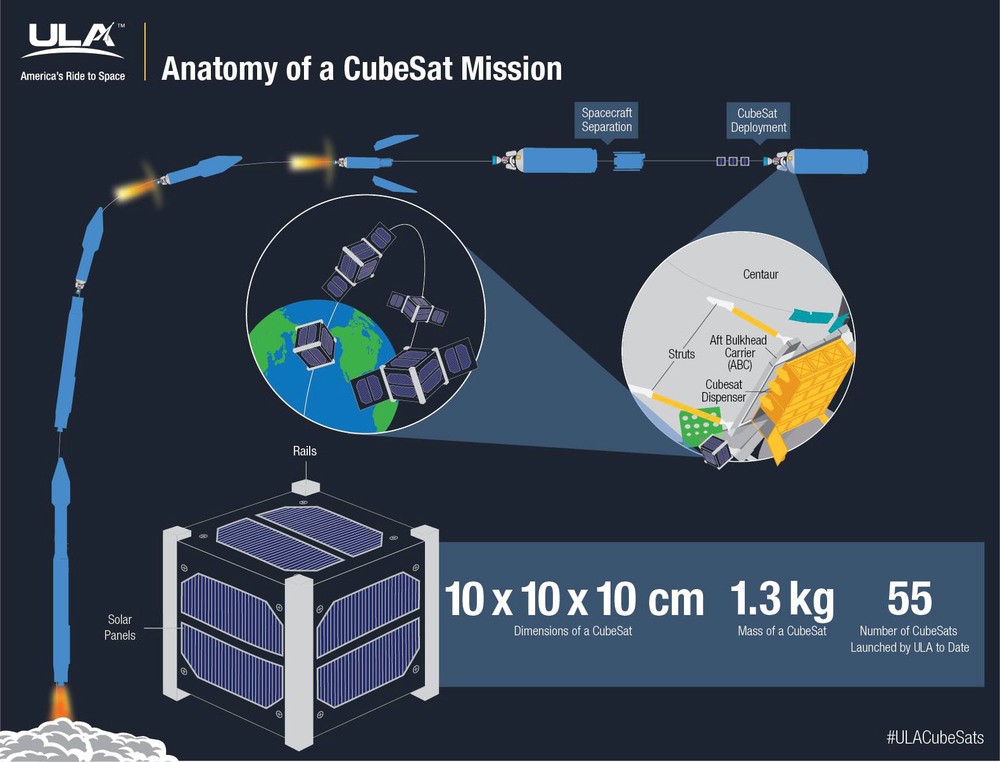 ULA™
America's Ride to Space
Anatomy of a CubeSat Mission
Spacecraft
Separation
CubeSat
Deployment
Centaur
Struts
Aft Bulkhead
Carrier
(ABC)
Cubesat
Dispenser
Rails
Solar
Panels
10 x 10 x 10 cm
Dimensions of a CubeSat
1.3 kg
Mass of a CubeSat
55
Number of CubeSats
Launched by ULA to Date
#ULACubeSats